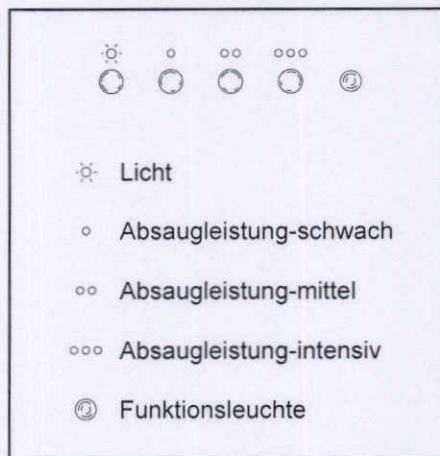 Licht
Absaugleistung-schwach
Absaugleistung-mittel
Absaugleistung-intensiv
Funktionsleuchte